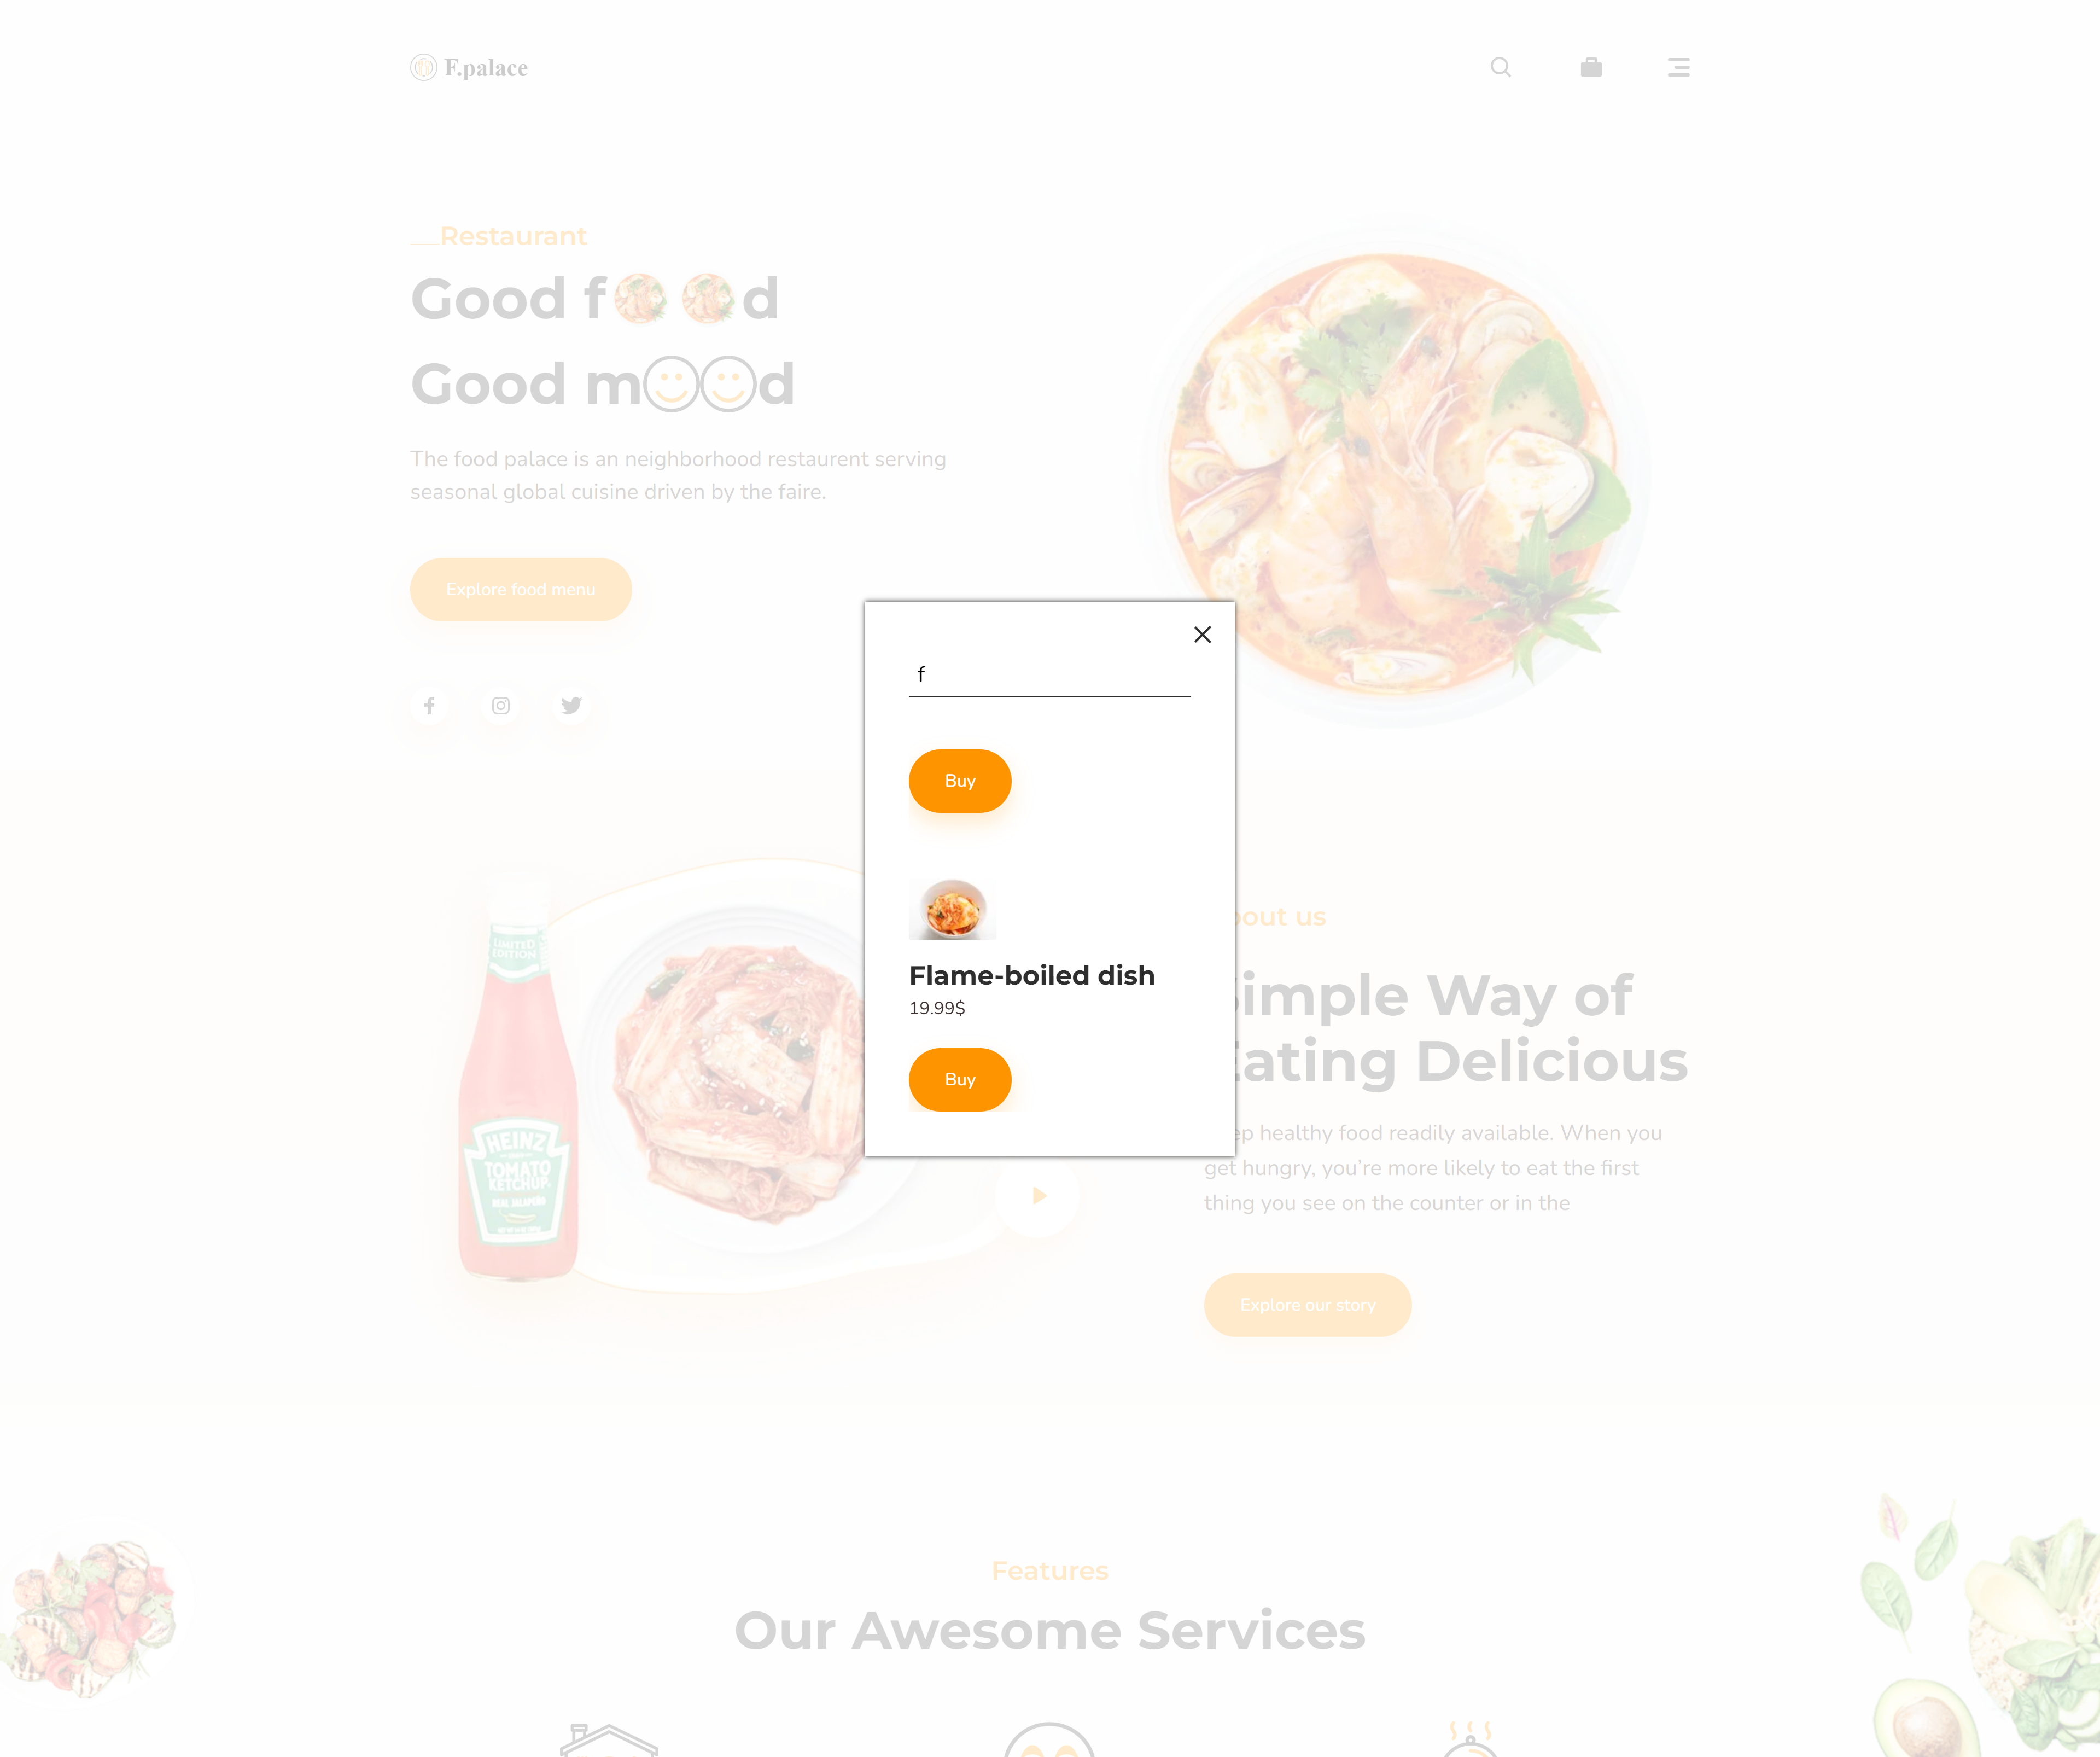 F.palace
Restaurant
Good f d
Good m d
The food palace is an neighborhood restaurent serving
seasonal global cuisine driven by the faire.
Explore food menu
f
Buy
Flame-boiled dish
19.99$
Buy
LIMITED
EDITION
HEINZ
TOMATO
KETCHUP.
REAL JALAPEÑO
out us
imple Way of
ating Delicious
p healthy food readily available. When you
get hungry, you’re more likely to eat the first
thing you see on the counter or in the
Explore our story
Features
Our Awesome Services